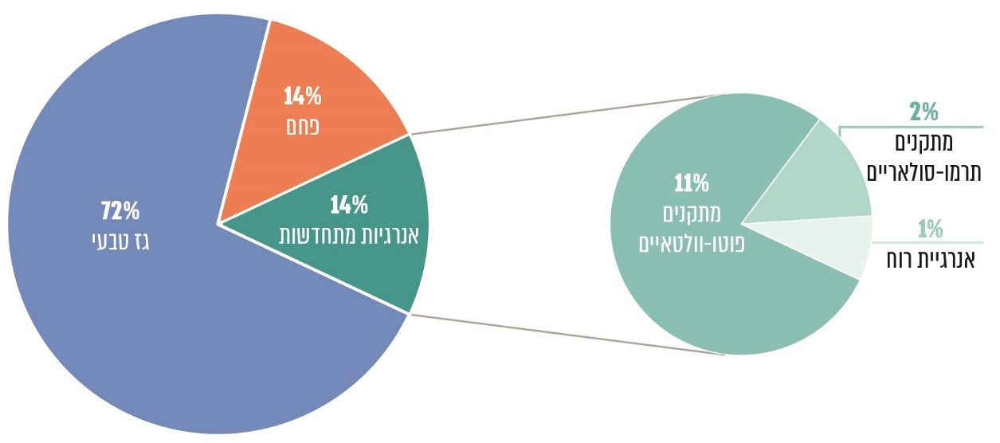 14%
פחם
14%
אנרגיות מתחדשות
72%
גז טבעי
2%
מתקנים
תרמו-סולאריים
11%
מתקנים
פוטו-וולטאיים
1%
אנרגיית רוח